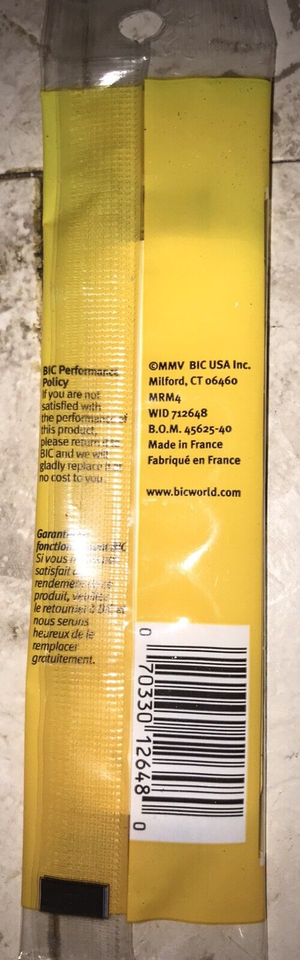 BIC Performance
Policy
If you are not
satisfied with
the performance of
this product,
please return it to
BIC and we will
gladly replace it at
no cost to you.
Garantie
BIC
Si vous
satisfait
rendement
produit, veuillez
le retourner à BIC et
nous serons
heureux de le
remplacer
gratuitement.
©MMV BIC USA Inc.
Milford, CT 06460
MRM4
WID 712648
B.O.M. 45625-40
Made in France
Fabriqué en France
www.bicworld.com
0 70330 12648 0